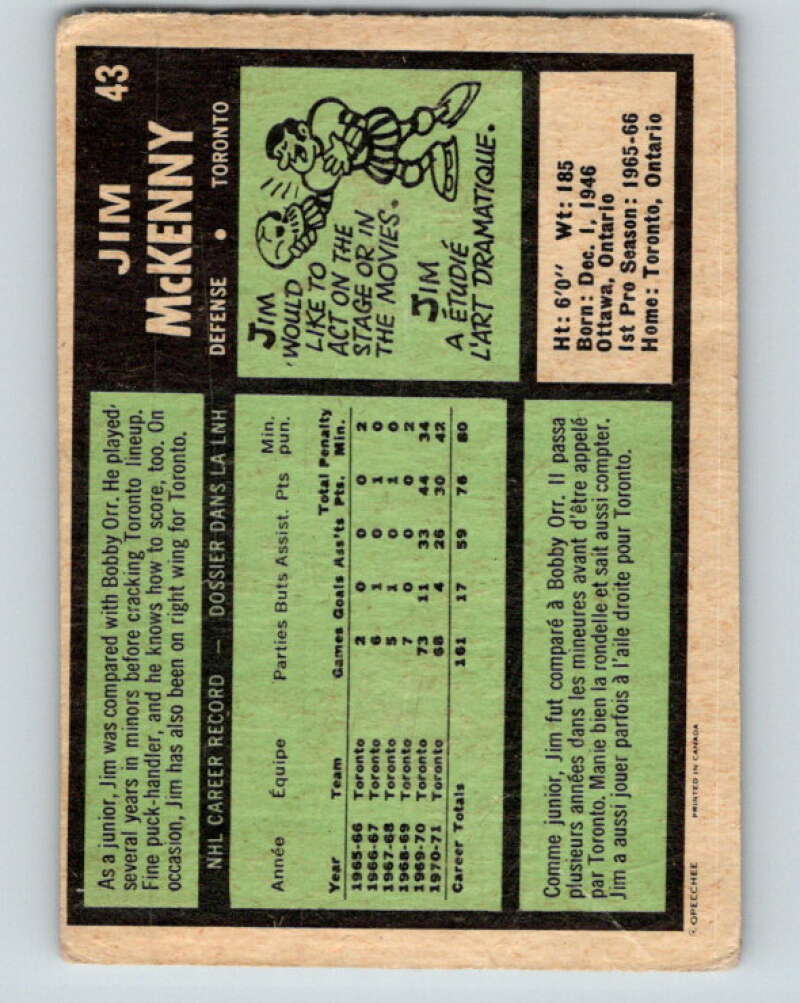 43
JIM
McKENNY
DEFENSE • TORONTO
As a junior, Jim was compared with Bobby Orr. He played
several years in minors before cracking Toronto lineup.
Fine puck-handler, and he knows how to score, too. On
occasion, Jim has also been on right wing for Toronto.
NHL CAREER RECORD — DOSSIER DANS LA LNH
Année Équipe Parties Buts Assist. Pts Min. pun.
Year Team Games Goals Ass'ts Total Pts. Penalty Min.
1965-66 Toronto 2 0 0 0 2
1966-67 Toronto 6 1 0 1 0
1967-68 Toronto 5 1 0 1 0
1968-69 Toronto 7 0 0 0 2
1969-70 Toronto 73 11 33 44 34
1970-71 Toronto 68 4 26 30 42
Career Totals 161 17 59 76 80
JIM
WOULD
LIKE TO
ACT ON THE
STAGE OR IN
THE MOVIES.
JIM
A ÉTUDIÉ
L'ART DRAMATIQUE.
Ht: 6'0" Wt: 185
Born: Dec. 1, 1946
Ottawa, Ontario
1st Pro Season: 1965-66
Home: Toronto, Ontario
Comme junior, Jim fut comparé à Bobby Orr. Il passa
plusieurs années dans les mineures avant d'être appelé
par Toronto. Manie bien la rondelle et sait aussi compter.
Jim a aussi jouer parfois à l'aile droite pour Toronto.
© OPEECHEE PRINTED IN CANADA